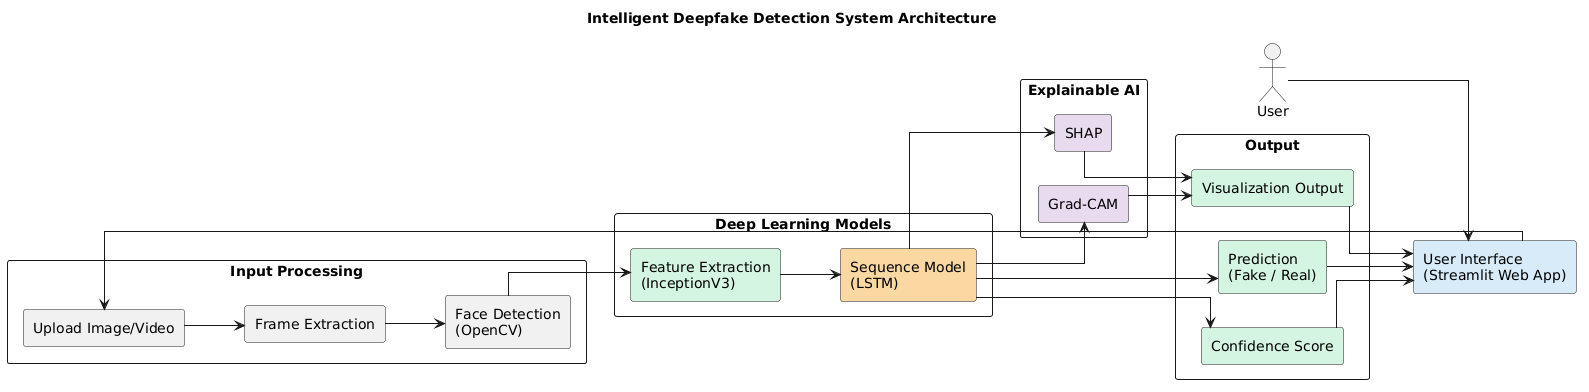 Intelligent Deepfake Detection System Architecture
User
Explainable AI
SHAP
Grad-CAM
Output
Visualization Output
Prediction
(Fake / Real)
Confidence Score
User Interface
(Streamlit Web App)
Deep Learning Models
Feature Extraction
(InceptionV3)
Sequence Model
(LSTM)
Input Processing
Upload Image/Video
Frame Extraction
Face Detection
(OpenCV)